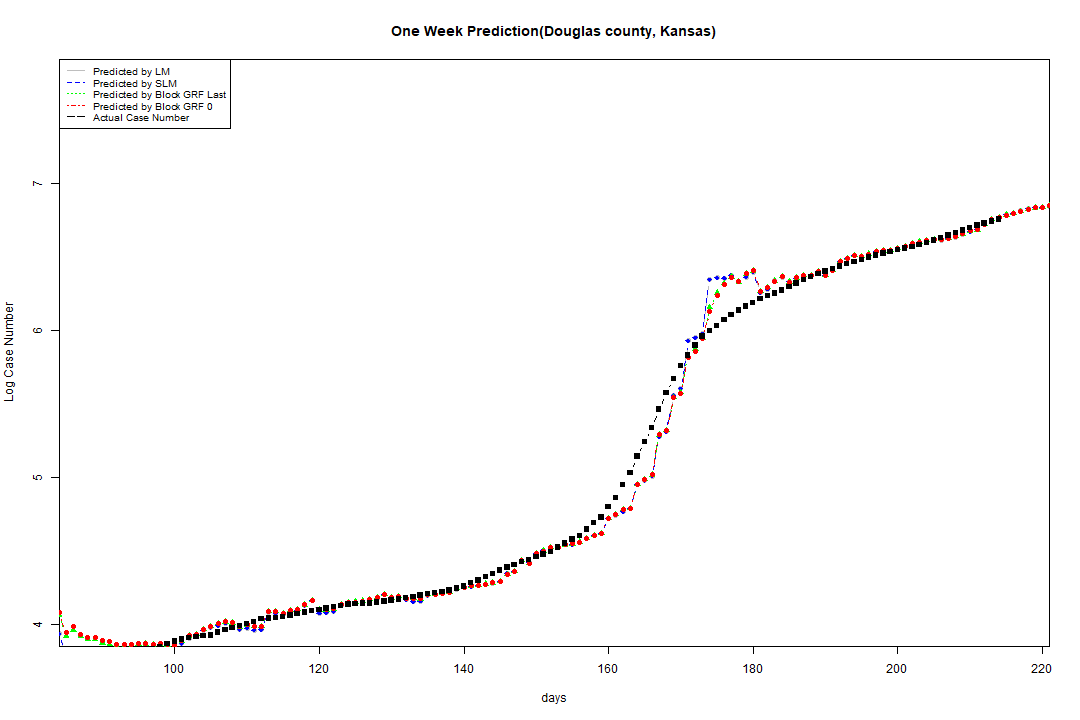 One Week Prediction(Douglas county, Kansas)
Predicted by LM
Predicted by SLM
Predicted by Block GRF Last
Predicted by Block GRF 0
Actual Case Number
7
6
5
4
Log Case Number
100 120 140 160 180 200 220
days